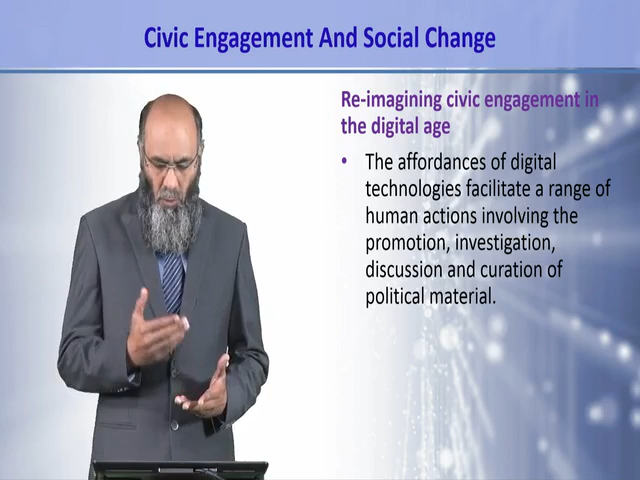 Civic Engagement And Social Change
Re-imagining civic engagement in
the digital age
• The affordances of digital
technologies facilitate a range of
human actions involving the
promotion, investigation,
discussion and curation of
political material.